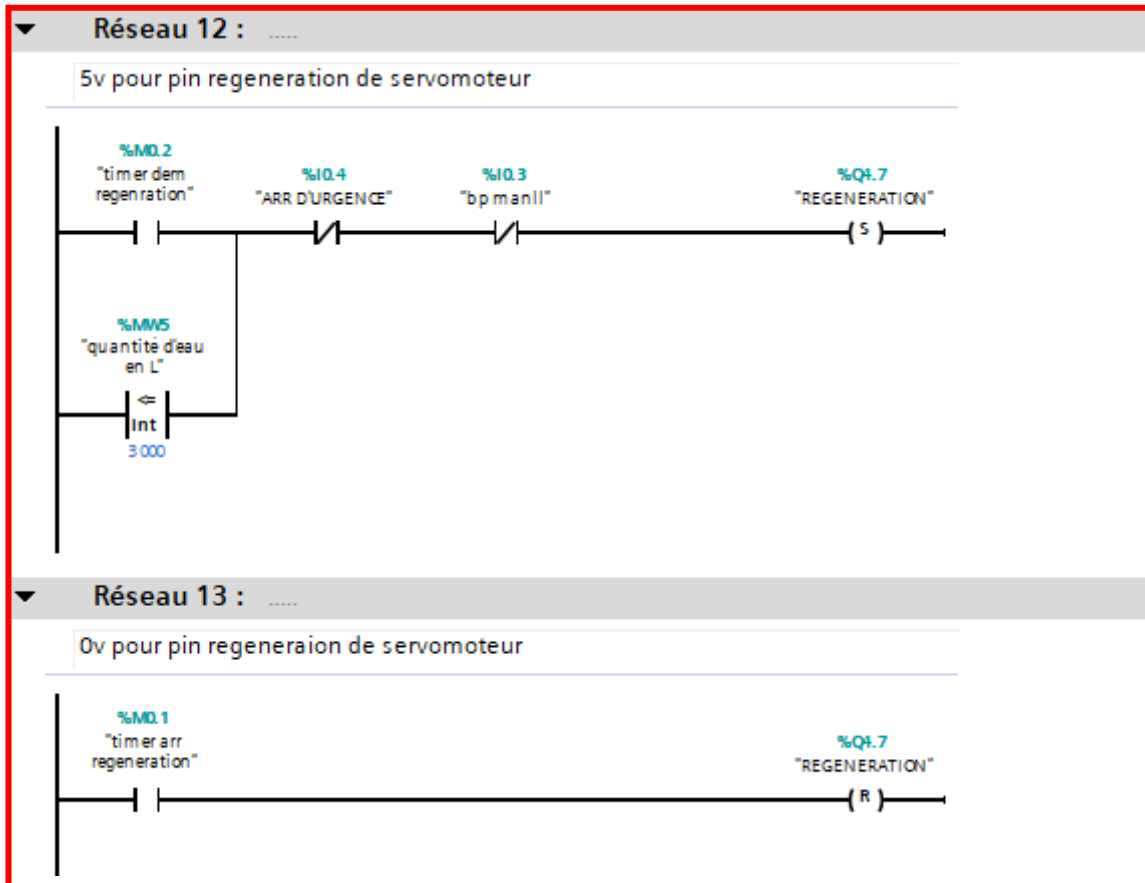 Réseau 12 : .....
5v pour pin regeneration de servomoteur
%M0.2
"timer dem
regenration"
%I0.4
"ARR D'URGENCE"
%I0.3
"bp manII"
%Q4.7
"REGENERATION"
S
%MW5
"quantité d'eau
en L"
<=
Int
3000
Réseau 13 : .....
0v pour pin regeneraion de servomoteur
%M0.1
"timer arr
regeneration"
%Q4.7
"REGENERATION"
R